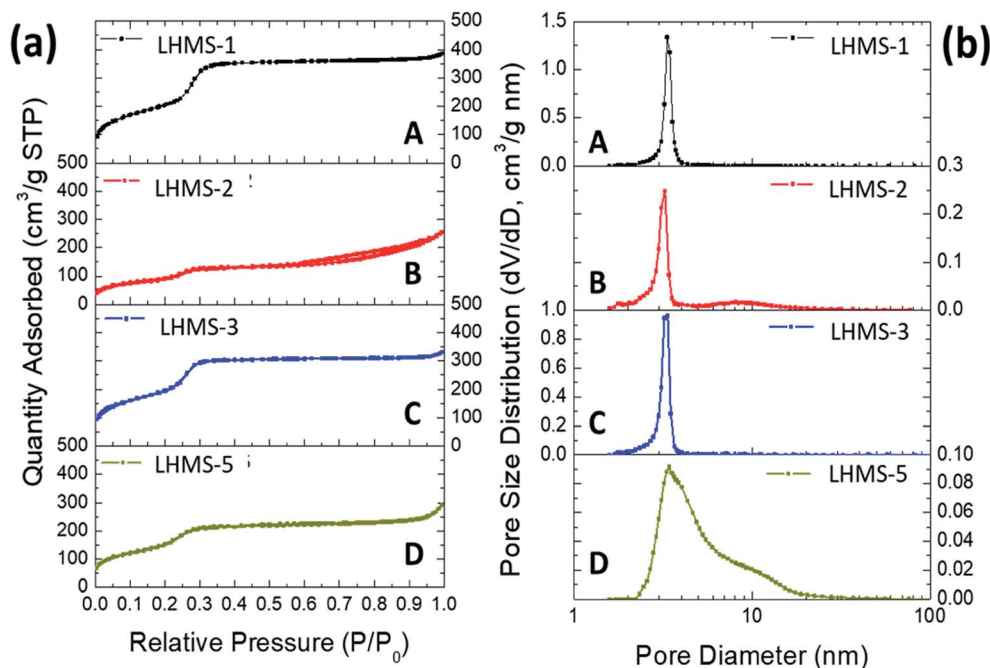 (a)
Quantity Adsorbed (cm³/g STP)
LHMS-1
A
500
400
300
200
100
0
500
400
300
200
100
0
LHMS-2
B
LHMS-3
C
500
400
300
200
100
0
500
400
300
200
100
0
LHMS-5
D
0.0 0.1 0.2 0.3 0.4 0.5 0.6 0.7 0.8 0.9 1.0
Relative Pressure (P/P₀)
(b)
Pore Size Distribution (dV/dD, cm³/g nm)
LHMS-1
A
1.5
1.0
0.5
0.0
LHMS-2
B
0.3
0.2
0.1
0.0
LHMS-3
C
1.0
0.8
0.6
0.4
0.2
0.0
LHMS-5
D
0.10
0.08
0.06
0.04
0.02
0.00
1 10 100
Pore Diameter (nm)